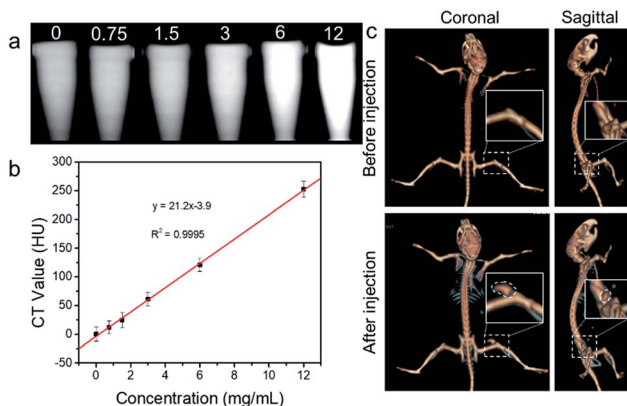 a
0 0.75 1.5 3 6 12
b
300
250
200
150
100
50
0
-50
CT Value (HU)
y = 21.2x-3.9
R² = 0.9995
0 2 4 6 8 10 12
Concentration (mg/mL)
c
Coronal Sagittal
Before injection
After injection